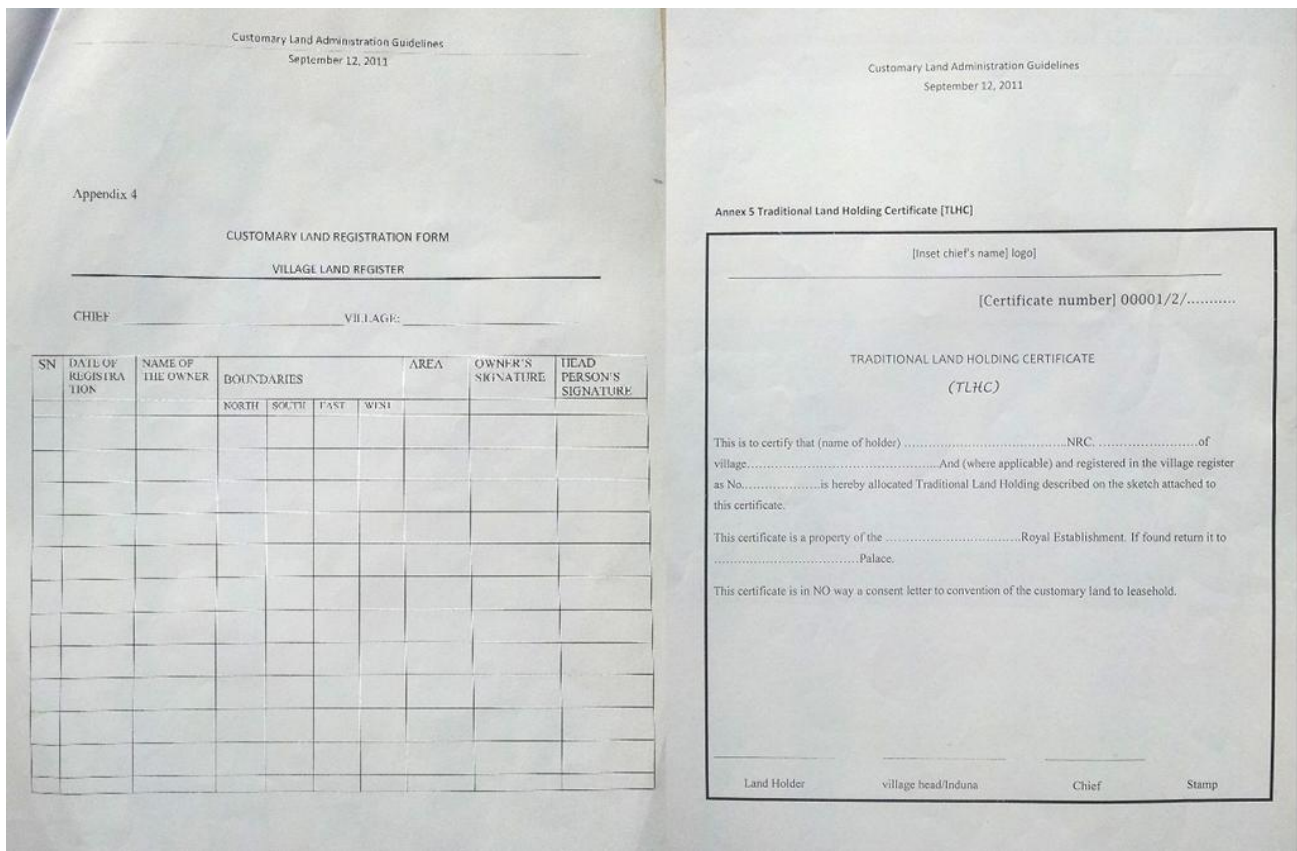 Customary Land Administration Guidelines
September 12, 2011
Appendix 4
CUSTOMARY LAND REGISTRATION FORM
VILLAGE LAND REGISTER
CHIEF VILLAGE:
SN DATE OF NAME OF BOUNDARIES AREA OWNER'S HEAD
REGISTRA THE OWNER SIGNATURE PERSON'S
TION SIGNATURE
NORTH SOUTH EAST WEST
Customary Land Administration Guidelines
September 12, 2011
Annex 5 Traditional Land Holding Certificate [TLHC]
[Inset chief's name] logo]
[Certificate number] 00001/2/..........
TRADITIONAL LAND HOLDING CERTIFICATE
(TLHC)
This is to certify that (name of holder) ..........................................NRC. .........................of
village..................................................And (where applicable) and registered in the village register
as No....................is hereby allocated Traditional Land Holding described on the sketch attached to
this certificate.
This certificate is a property of the ...................................Royal Establishment. If found return it to
.....................................Palace.
This certificate is in NO way a consent letter to convention of the customary land to leasehold.
Land Holder village head/Induna Chief Stamp